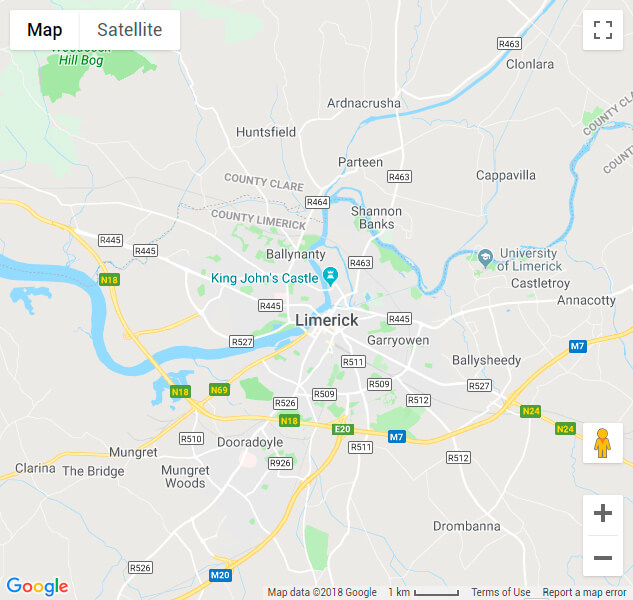 Map
Satellite
Woodcock
Hill Bog
R463
Clonlara
Ardnacrusha
COUNTY CLARE
COUNTY
Huntsfield
Parteen
R463
Cappavilla
COUNTY CLARE
R464
COUNTY LIMERICK
Shannon
Banks
R445
R445
Ballynanty
R463
University
of Limerick
N18
King John's Castle
Castletroy
Annacotty
R445
Limerick
R445
R527
Garryowen
M7
R511
Ballysheedy
N18
N69
R509
R509
R527
R526
R512
N24
N18
E20
M7
N24
R510
Dooradoyle
R511
Mungret
R926
R512
Clarina
The Bridge
Mungret
Woods
Drombanna
R526
M20
Google
Map data ©2018 Google
1 km
Terms of Use
Report a map error